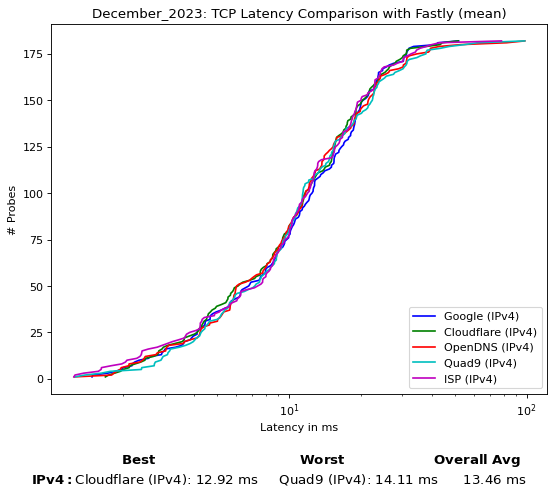 December_2023: TCP Latency Comparison with Fastly (mean)
# Probes
175
150
125
100
75
50
25
0
10¹
10²
Latency in ms
Google (IPv4)
Cloudflare (IPv4)
OpenDNS (IPv4)
Quad9 (IPv4)
ISP (IPv4)
Best Worst Overall Avg
IPv4: Cloudflare (IPv4): 12.92 ms Quad9 (IPv4): 14.11 ms 13.46 ms